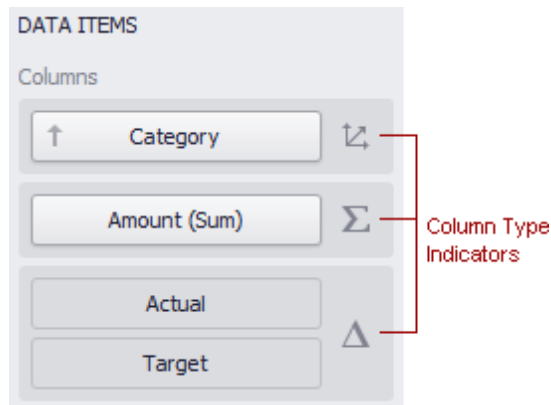 DATA ITEMS
Columns
↑ Category
Amount (Sum) Σ
Actual
Δ
Target
Column Type
Indicators